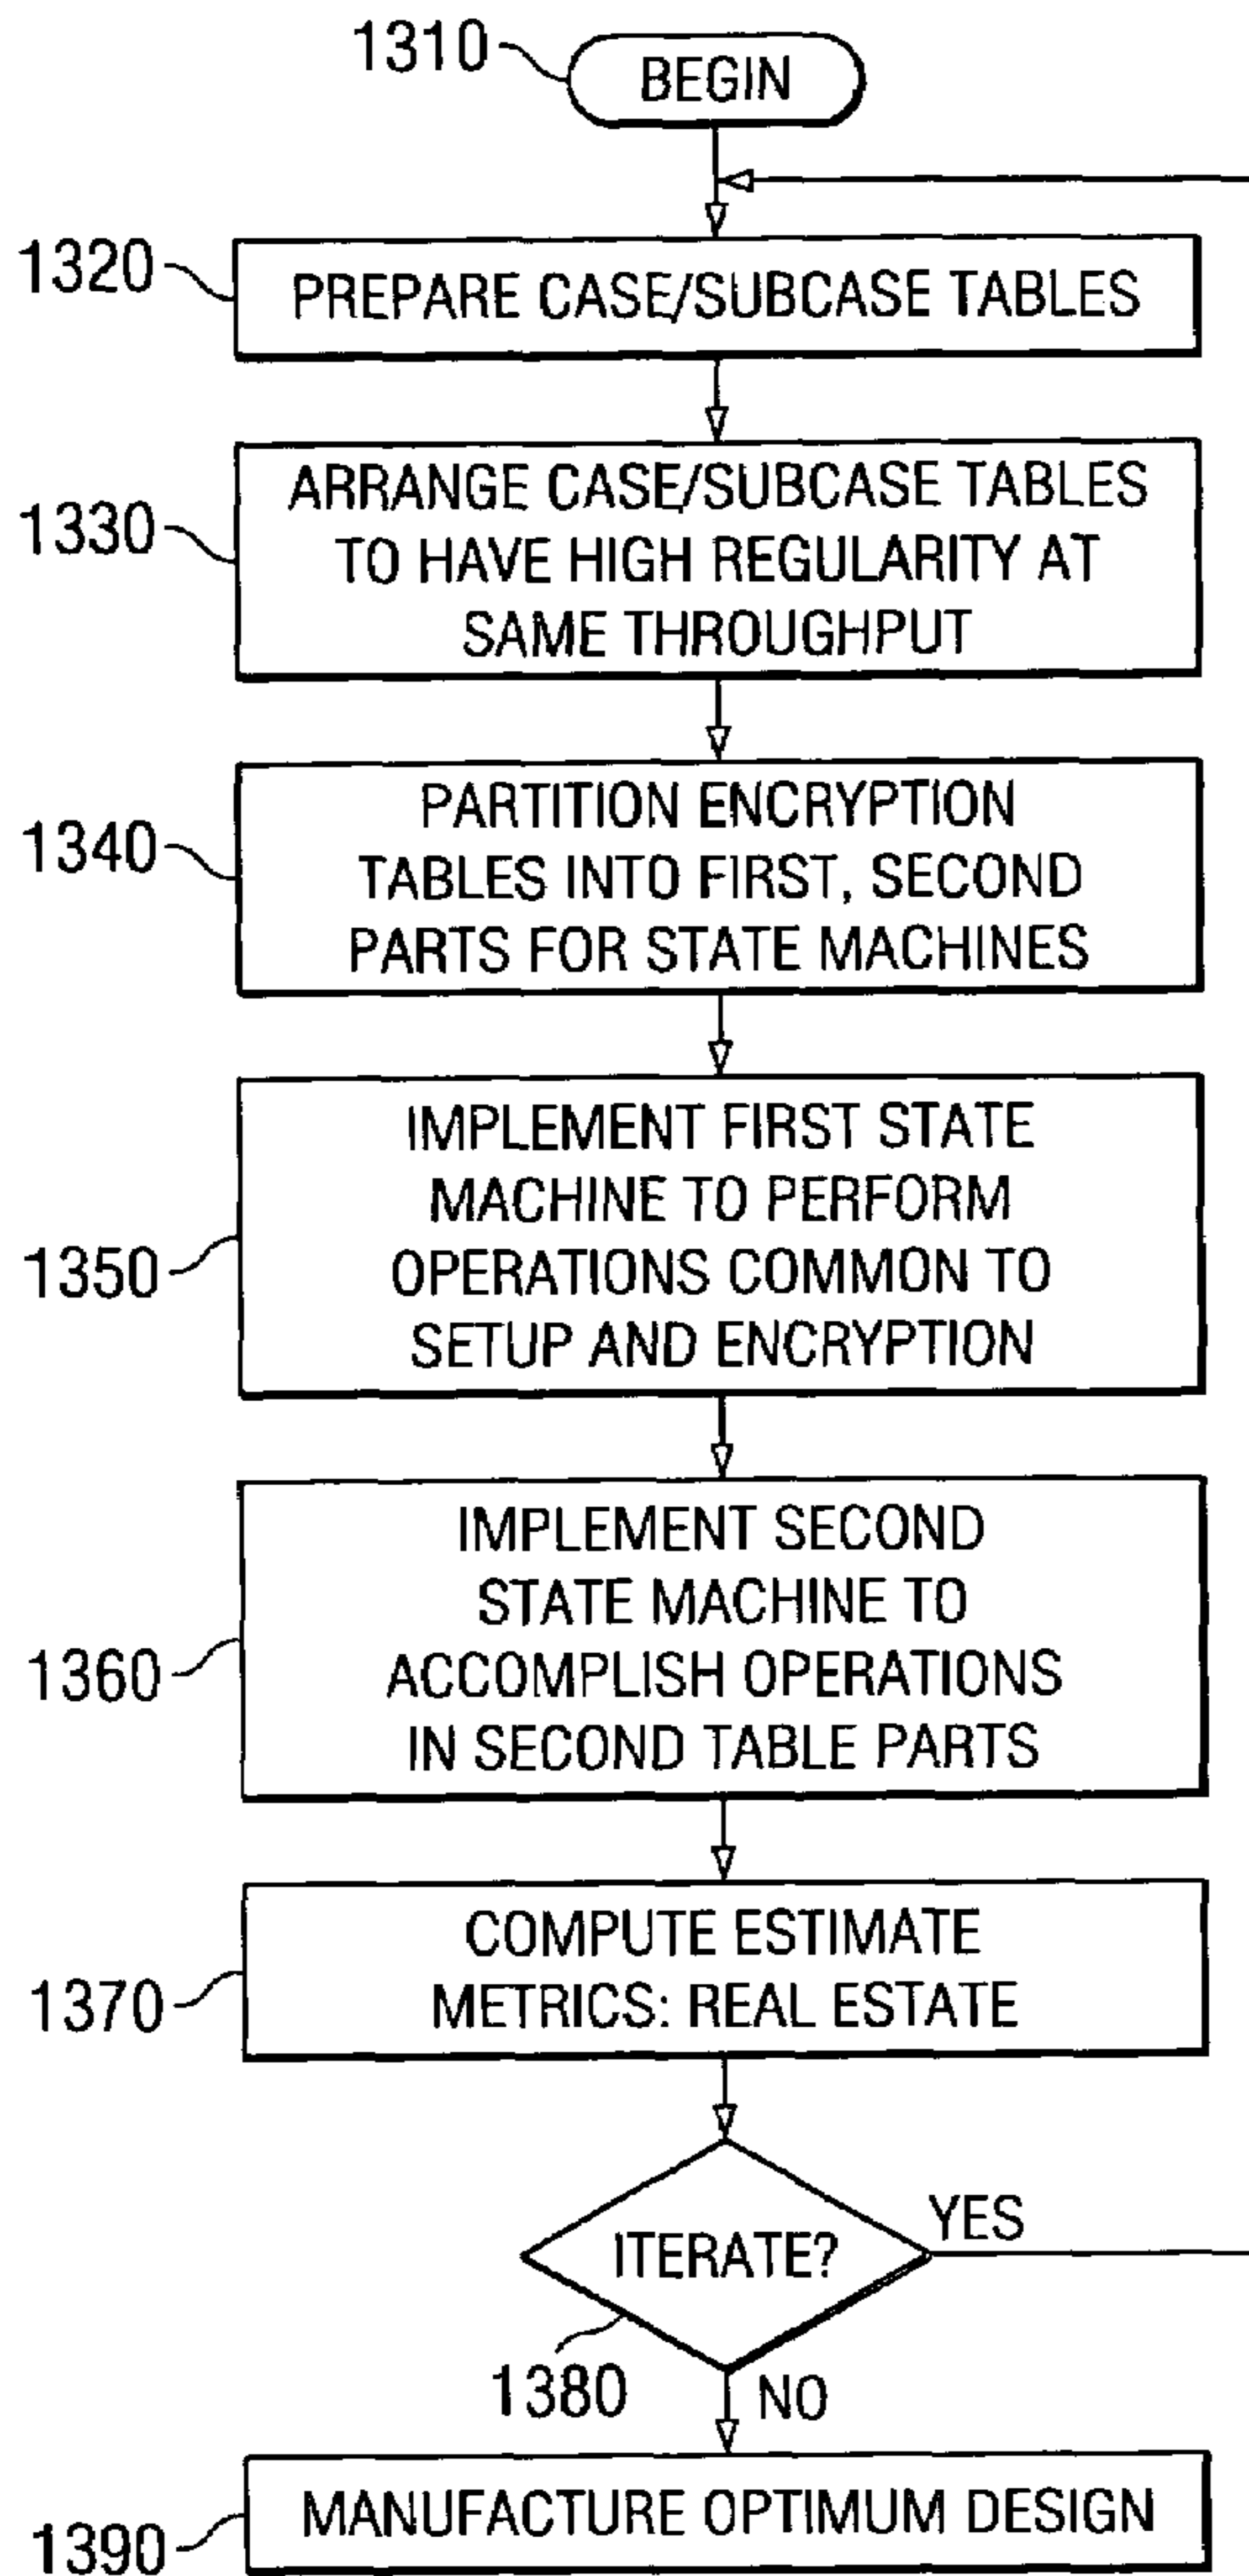 1310
BEGIN
1320
PREPARE CASE/SUBCASE TABLES
1330
ARRANGE CASE/SUBCASE TABLES
TO HAVE HIGH REGULARITY AT
SAME THROUGHPUT
1340
PARTITION ENCRYPTION
TABLES INTO FIRST, SECOND
PARTS FOR STATE MACHINES
1350
IMPLEMENT FIRST STATE
MACHINE TO PERFORM
OPERATIONS COMMON TO
SETUP AND ENCRYPTION
1360
IMPLEMENT SECOND
STATE MACHINE TO
ACCOMPLISH OPERATIONS
IN SECOND TABLE PARTS
1370
COMPUTE ESTIMATE
METRICS: REAL ESTATE
ITERATE?
YES
1380
NO
1390
MANUFACTURE OPTIMUM DESIGN